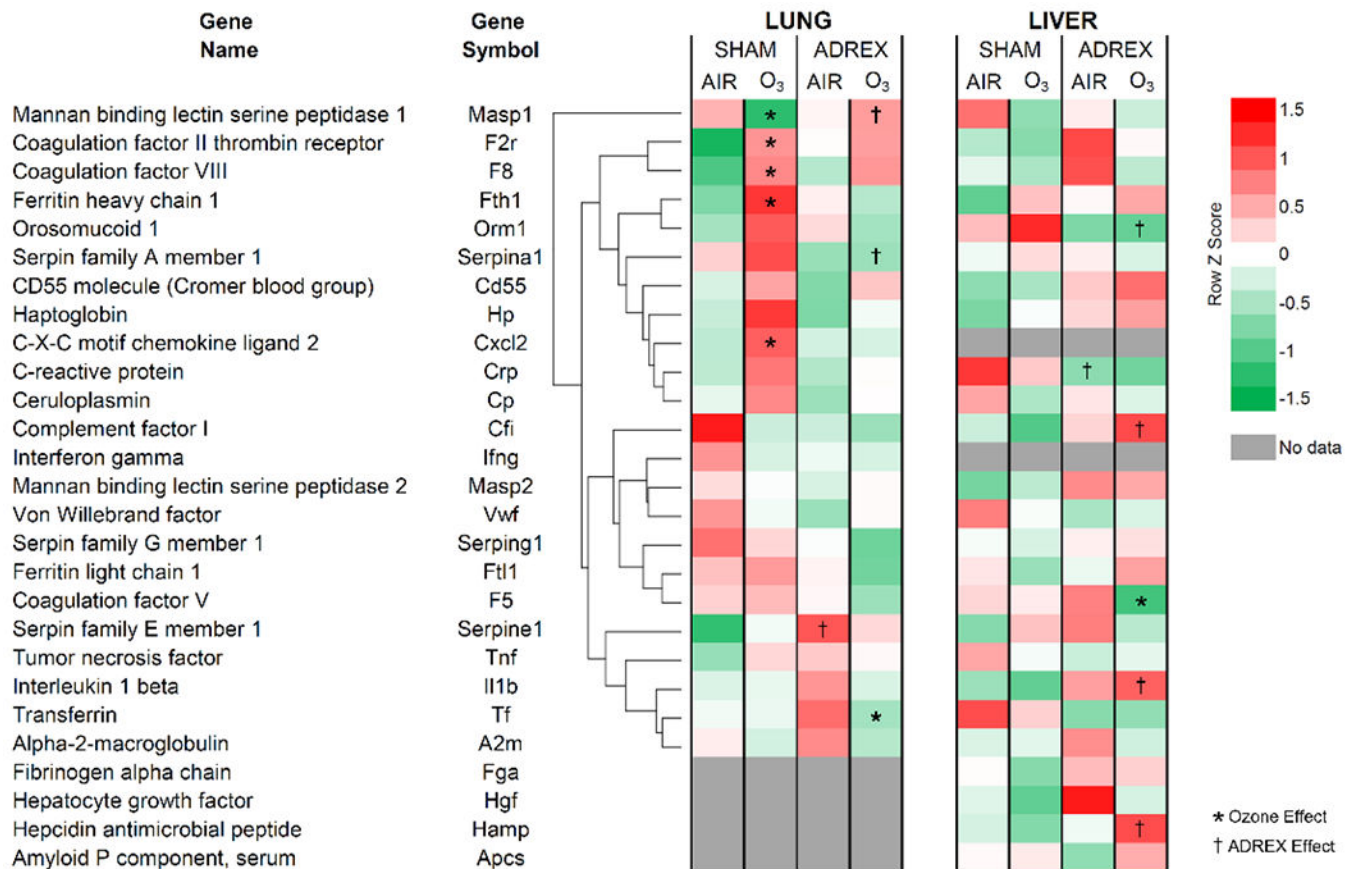 Gene Name Gene Symbol LUNG LIVER
SHAM ADREX SHAM ADREX
AIR O3 AIR O3 AIR O3 AIR O3
Mannan binding lectin serine peptidase 1 Masp1 * †
Coagulation factor II thrombin receptor F2r *
Coagulation factor VIII F8 *
Ferritin heavy chain 1 Fth1 *
Orosomucoid 1 Orm1 †
Serpin family A member 1 Serpina1 †
CD55 molecule (Cromer blood group) Cd55
Haptoglobin Hp
C-X-C motif chemokine ligand 2 Cxcl2 *
C-reactive protein Crp †
Ceruloplasmin Cp
Complement factor I Cfi †
Interferon gamma Ifng
Mannan binding lectin serine peptidase 2 Masp2
Von Willebrand factor Vwf
Serpin family G member 1 Serping1
Ferritin light chain 1 Ftl1
Coagulation factor V F5 *
Serpin family E member 1 Serpine1 †
Tumor necrosis factor Tnf
Interleukin 1 beta Il1b †
Transferrin Tf *
Alpha-2-macroglobulin A2m
Fibrinogen alpha chain Fga
Hepatocyte growth factor Hgf
Hepcidin antimicrobial peptide Hamp †
Amyloid P component, serum Apcs
Row Z Score
1.5
1
0.5
0
-0.5
-1
-1.5
No data
* Ozone Effect
† ADREX Effect